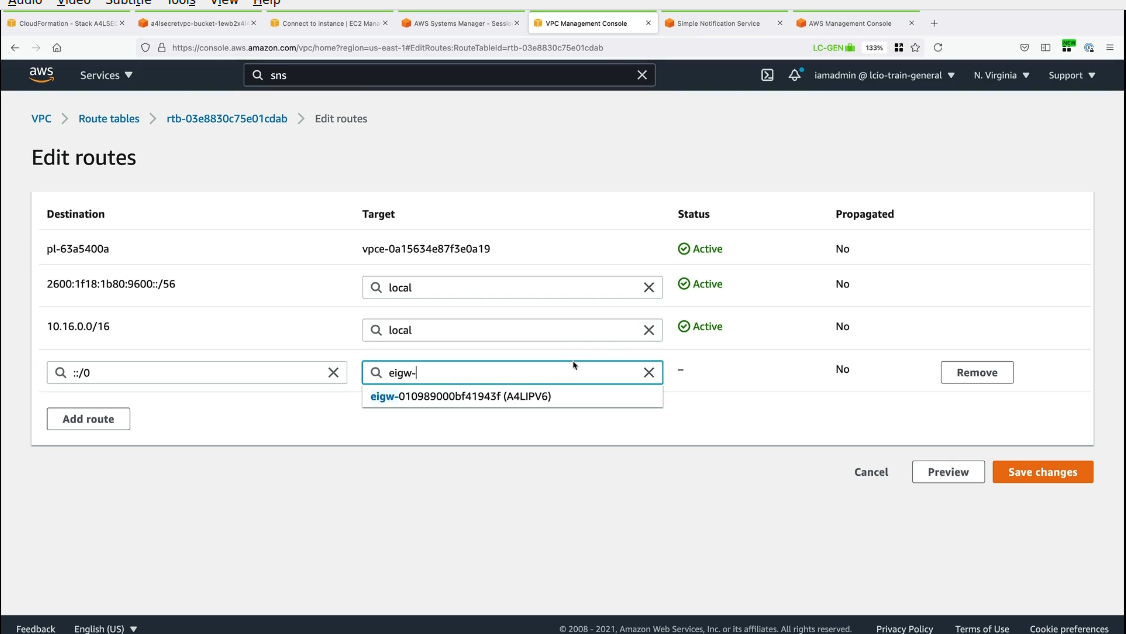 Audio Video Subtitle Tools View Help
CloudFormation - Stack A4LSE
a4lsecretvpc-bucket-1ewb2x4l
Connect to instance | EC2 Mana
AWS Systems Manager - Sessi
VPC Management Console
Simple Notification Service
AWS Management Console
https://console.aws.amazon.com/vpc/home?region=us-east-1#EditRoutes:RouteTableId=rtb-03e8830c75e01cdab
LC-GEN
133%
NEW
aws
Services
sns
iamadmin @ lcio-train-general
N. Virginia
Support
VPC > Route tables > rtb-03e8830c75e01cdab > Edit routes
Edit routes
Destination Target Status Propagated
pl-63a5400a vpce-0a15634e87f3e0a19 Active No
2600:1f18:1b80:9600::/56 local Active No
10.16.0.0/16 local Active No
::/0 eigw- – No Remove
eigw-010989000bf41943f (A4LIPV6)
Add route
Cancel Preview Save changes
Feedback English (US) © 2008 - 2021, Amazon Web Services, Inc. or its affiliates. All rights reserved. Privacy Policy Terms of Use Cookie preferences